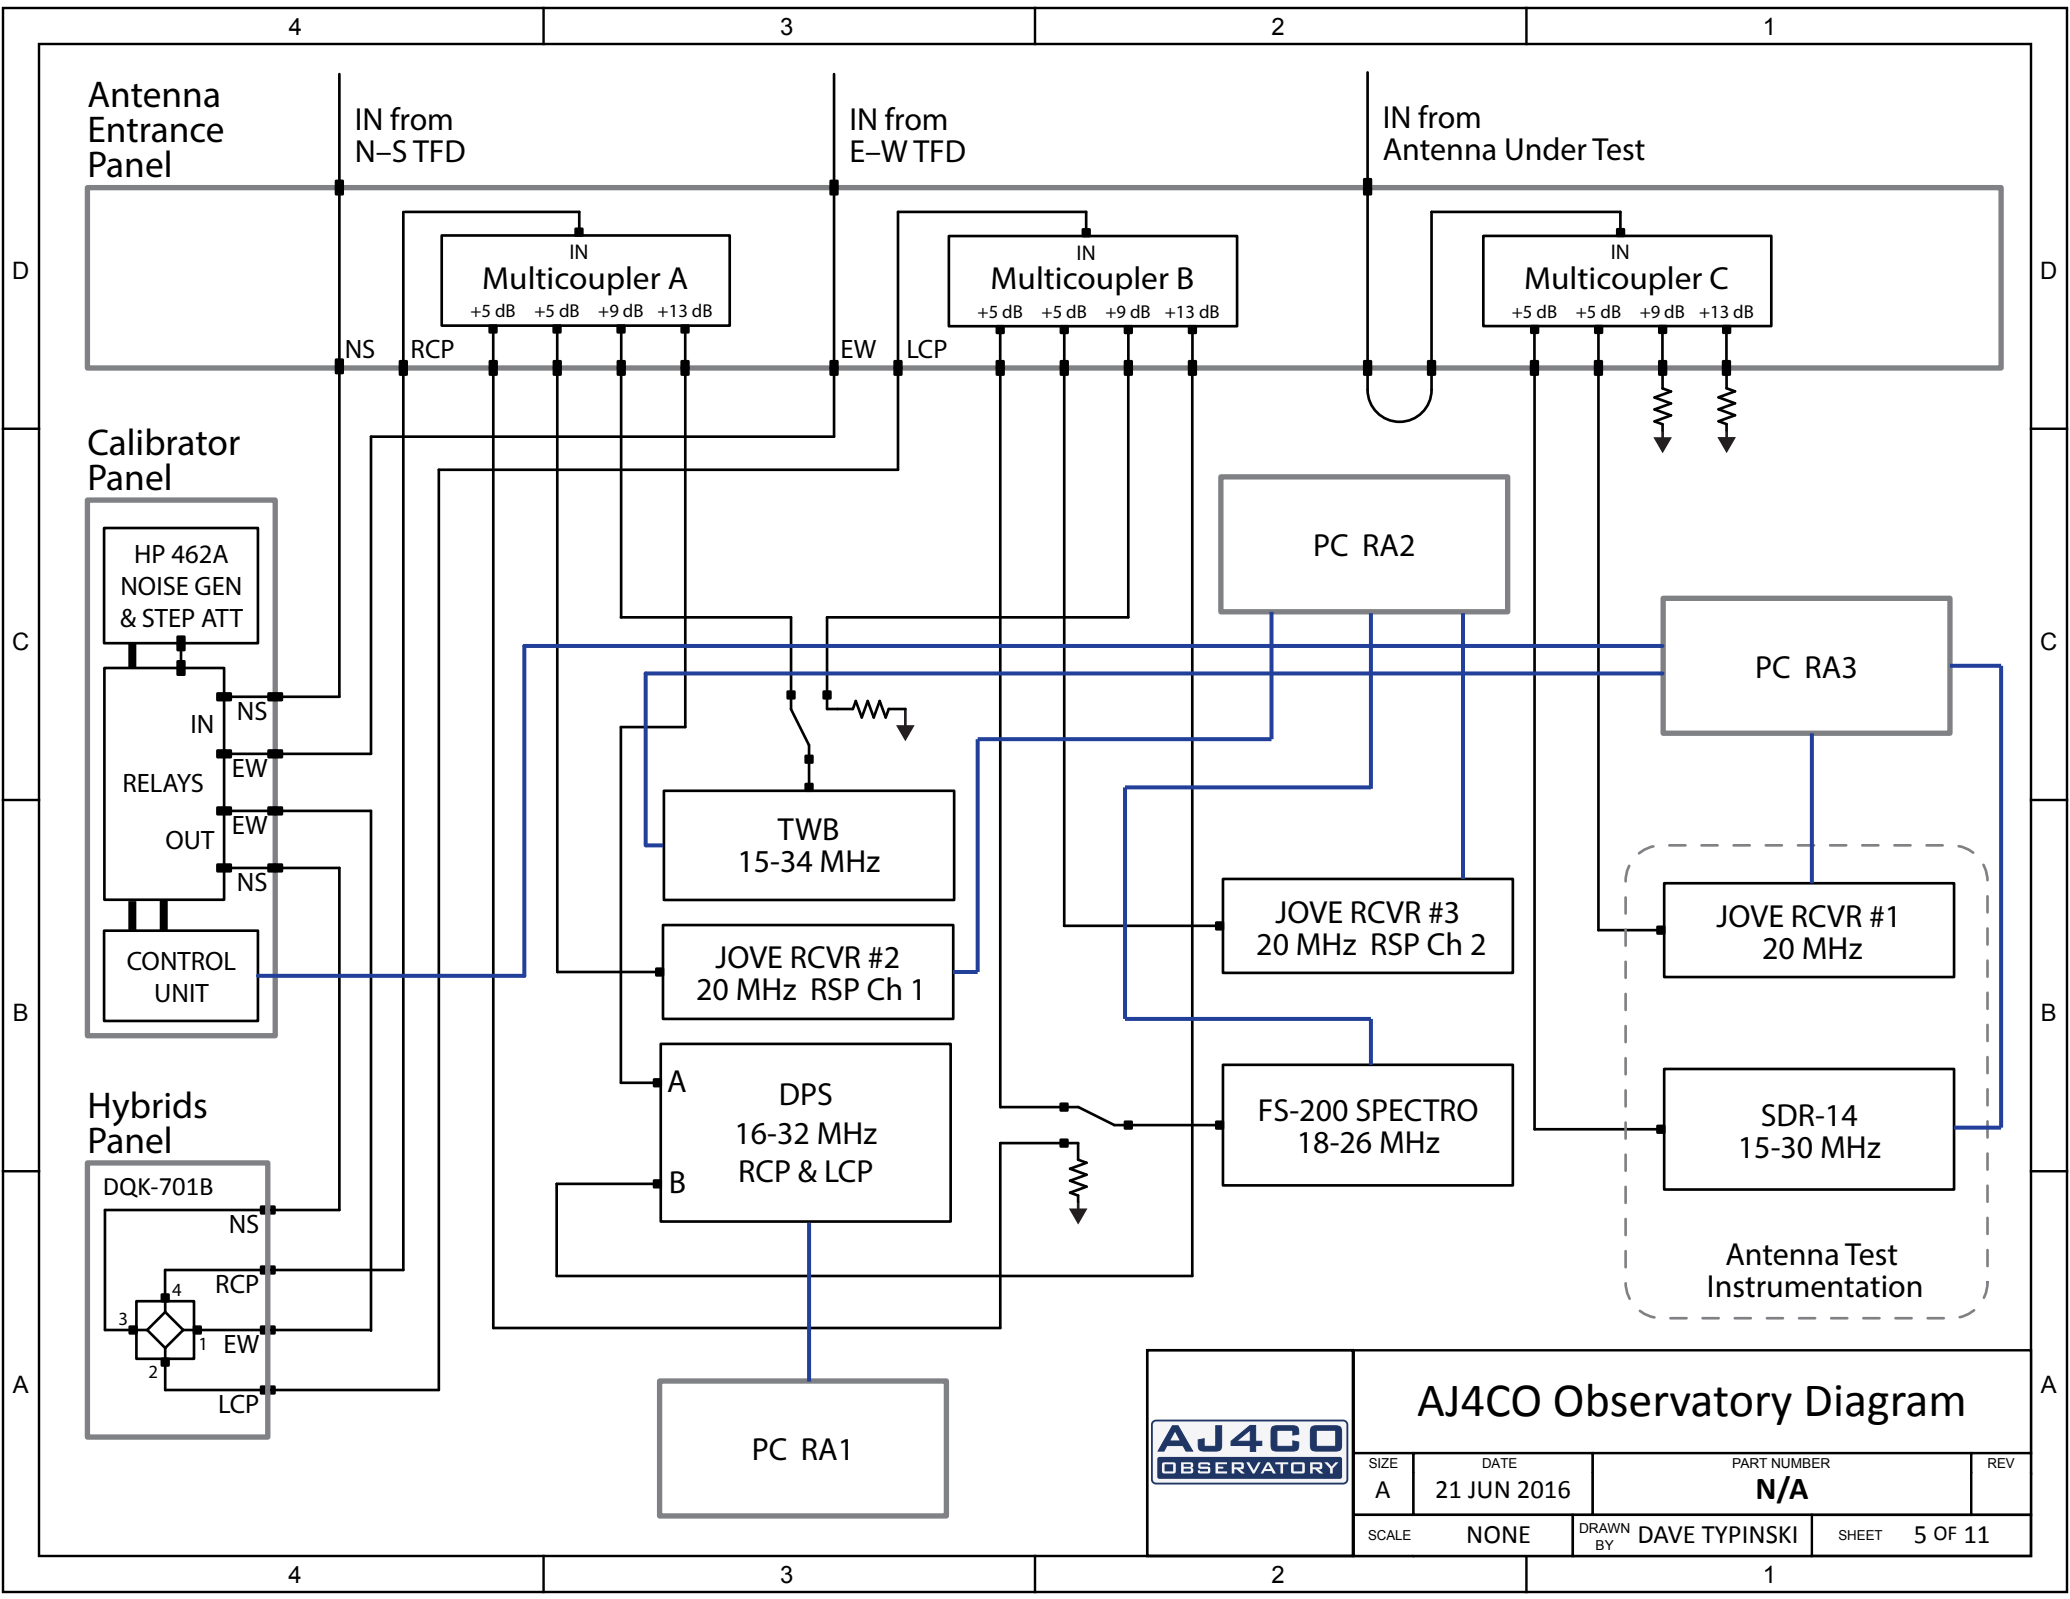 4 3 2 1
Antenna
Entrance
Panel
IN from
N–S TFD
IN from
E–W TFD
IN from
Antenna Under Test
D
D
IN
Multicoupler A
+5 dB +5 dB +9 dB +13 dB
IN
Multicoupler B
+5 dB +5 dB +9 dB +13 dB
IN
Multicoupler C
+5 dB +5 dB +9 dB +13 dB
NS RCP EW LCP
Calibrator
Panel
HP 462A
NOISE GEN
& STEP ATT
C
C
NS
IN
EW
RELAYS
EW
OUT
NS
CONTROL
UNIT
PC RA2
PC RA3
TWB
15-34 MHz
JOVE RCVR #2
20 MHz RSP Ch 1
JOVE RCVR #3
20 MHz RSP Ch 2
JOVE RCVR #1
20 MHz
B
B
A
DPS
16-32 MHz
RCP & LCP
B
FS-200 SPECTRO
18-26 MHz
SDR-14
15-30 MHz
Antenna Test
Instrumentation
Hybrids
Panel
DQK-701B
NS
RCP
4
3
1
EW
2
LCP
A
A
PC RA1
AJ4CO
OBSERVATORY
AJ4CO Observatory Diagram
SIZE DATE PART NUMBER REV
A 21 JUN 2016 N/A
SCALE NONE DRAWN BY DAVE TYPINSKI SHEET 5 OF 11
4 3 2 1